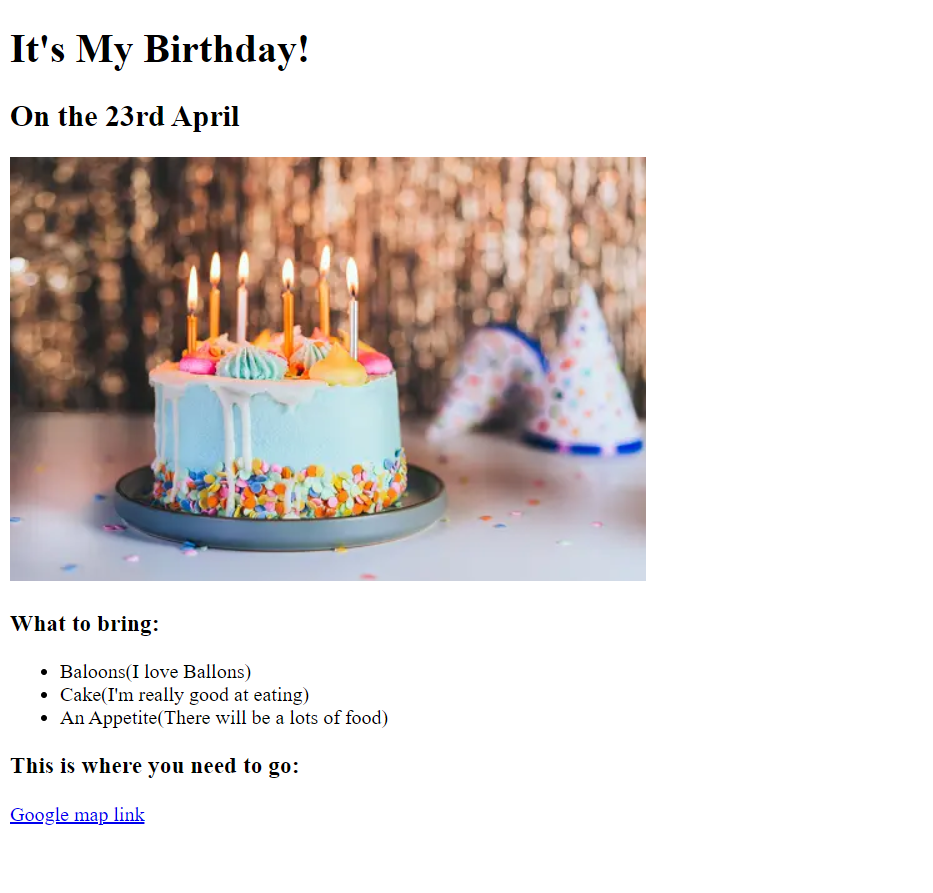 It's My Birthday!
On the 23rd April
What to bring:
Baloons(I love Ballons)
Cake(I'm really good at eating)
An Appetite(There will be a lots of food)
This is where you need to go:
Google map link